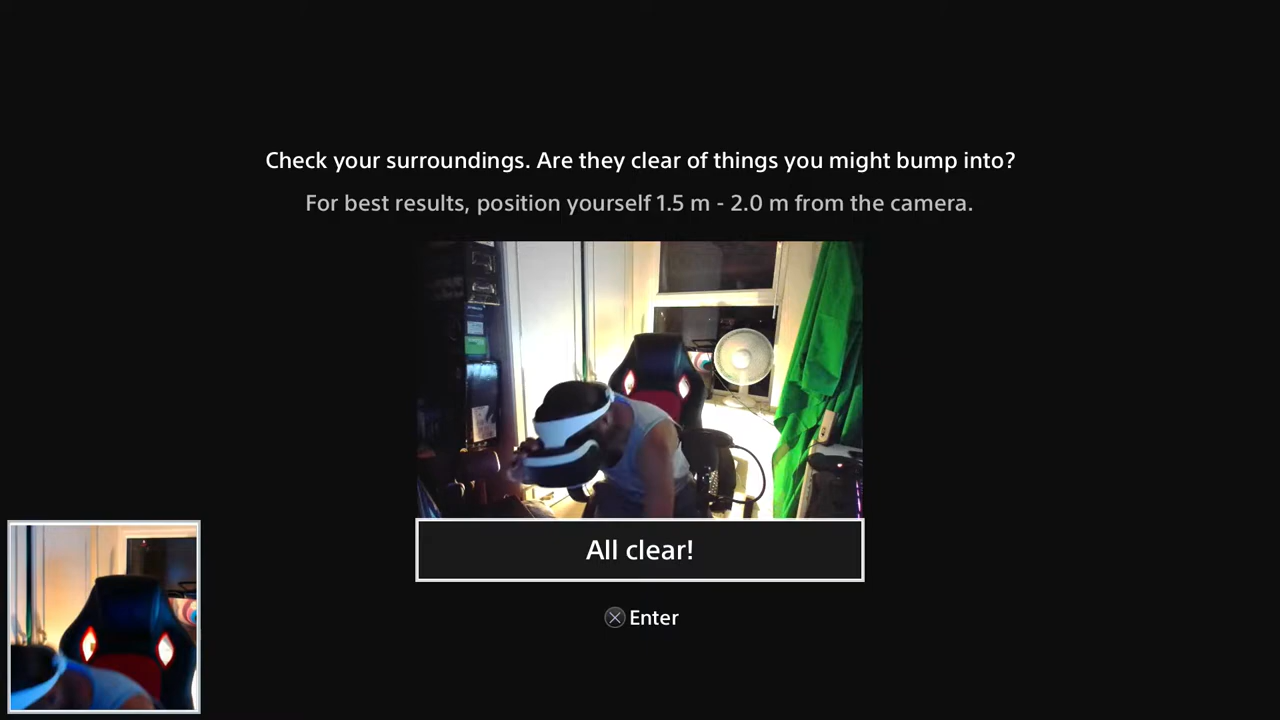 Check your surroundings. Are they clear of things you might bump into?
For best results, position yourself 1.5 m - 2.0 m from the camera.
All clear!
Enter